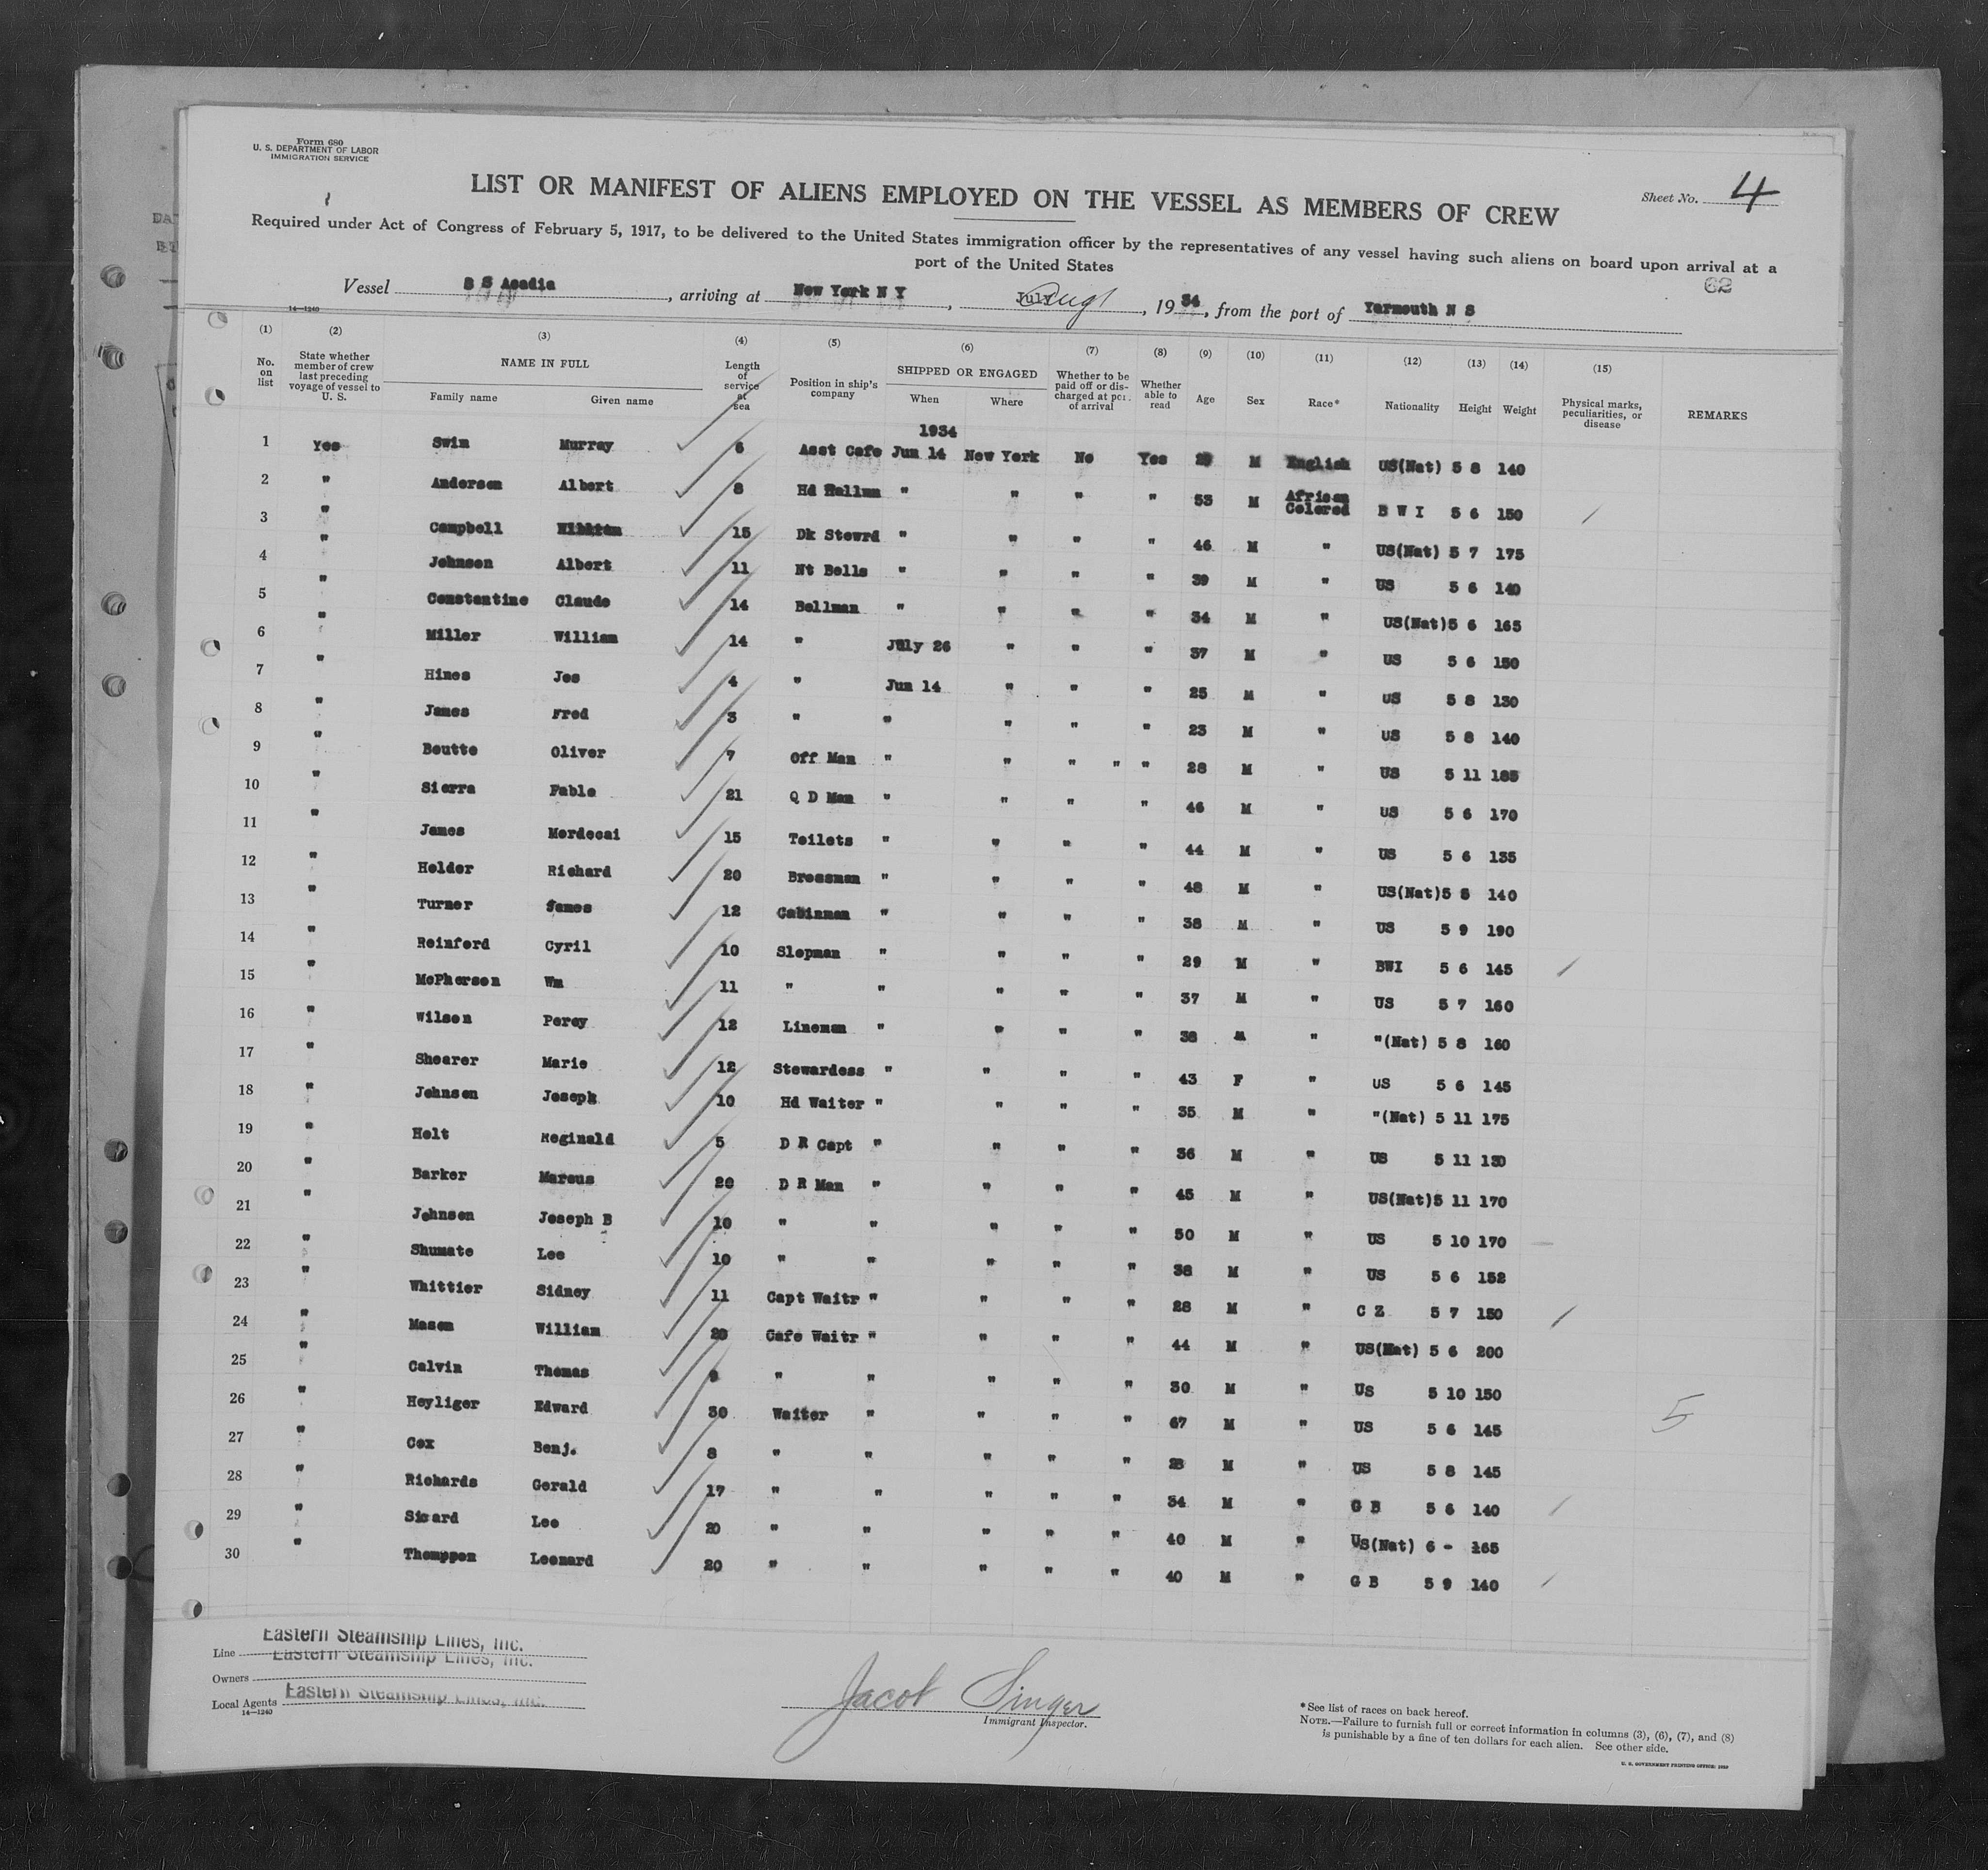 Form 680
U. S. DEPARTMENT OF LABOR
IMMIGRATION SERVICE
LIST OR MANIFEST OF ALIENS EMPLOYED ON THE VESSEL AS MEMBERS OF CREW
Sheet No. 4
Required under Act of Congress of February 5, 1917, to be delivered to the United States immigration officer by the representatives of any vessel having such aliens on board upon arrival at a
port of the United States
62
Vessel S S Acadia, arriving at New York N Y, July Aug, 1934, from the port of Yarmouth N S
14—1240
(1) (2) (3) (4) (5) (6) (7) (8) (9) (10) (11) (12) (13) (14) (15)
No. on list State whether member of crew last preceding voyage of vessel to U. S. NAME IN FULL Family name Given name Length of service at sea Position in ship's company SHIPPED OR ENGAGED When Where Whether to be paid off or discharged at port of arrival Whether able to read Age Sex Race* Nationality Height Weight Physical marks, peculiarities, or disease REMARKS
1934
1 Yes Swim Murray 6 Asst Cafe Jun 14 New York No Yes M English US(Nat) 5 8 140
2 " Anderson Albert 8 Hd Hallmn " " " " 53 M African Colored B W I 5 6 150
3 " Campbell 15 Dk Stewrd " " " " 46 M " US(Nat) 5 7 175
4 " Johnson Albert 11 Nt Bells " " " " 39 M " US 5 6 140
5 " Constantine Claude 14 Bellman " " " " 34 M " US(Nat) 5 6 165
6 " Miller William 14 " July 26 " " " 37 M " US 5 6 150
7 " Hines Jos 4 " Jun 14 " " " 25 M " US 5 8 130
8 " James Fred 3 " " " " " 23 M " US 5 8 140
9 " Boutte Oliver 7 Off Man " " " " " 28 M " US 5 11 185
10 " Sierra Pablo 21 Q D Man " " " " 46 M " US 5 6 170
11 " James Mordecai 15 Toilets " " " " 44 M " US 5 6 135
12 " Holder Richard 20 Brossman " " " " 48 M " US(Nat) 5 8 140
13 " Turner James 12 Cabinman " " " " 38 M " US 5 9 190
14 " Reinford Cyril 10 Slopman " " " " 29 M " BWI 5 6 145
15 " McPherson Wm 11 " " " " " 37 M " US 5 7 160
16 " Wilson Percy 12 Linenman " " " " 38 M " "(Nat) 5 8 160
17 " Shearer Marie 12 Stewardess " " " " 43 F " US 5 6 145
18 " Johnson Joseph 10 Hd Waiter " " " " 35 M " "(Nat) 5 11 175
19 " Holt Reginald 5 D R Capt " " " " 36 M " US 5 11 130
20 " Barker Marcus 20 D R Man " " " " 45 M " US(Nat) 5 11 170
21 " Johnson Joseph B 10 " " " " " 50 M " US 5 10 170
22 " Shumate Lee 10 " " " " " 38 M " US 5 6 152
23 " Whittier Sidney 11 Capt Waitr " " " " 28 M " C Z 5 7 150
24 " Mason William Cafe Waitr " " " " 44 M " US(Nat) 5 6 200
25 " Calvin Thomas " " " " " 30 M " US 5 10 150
26 " Heyliger Edward 30 Waiter " " " " 67 M " US 5 6 145
5
27 " Cox Benj. 8 " " " " " M " US 5 8 145
28 " Richards Gerald 17 " " " " " 34 M " G B 5 6 140
29 " Sicard Leo 20 " " " " " 40 M " US(Nat) 6 - 165
30 " Thomppon Leonard 20 " " " " " 40 M " G B 5 9 140
Line Eastern Steamship Lines, Inc.
Owners Eastern Steamship Lines, Inc.
Local Agents Eastern Steamship Lines, Inc.
14—1240
Jacob Singer
Immigrant Inspector.
*See list of races on back hereof.
NOTE.—Failure to furnish full or correct information in columns (3), (6), (7), and (8)
is punishable by a fine of ten dollars for each alien. See other side.
U. S. GOVERNMENT PRINTING OFFICE: